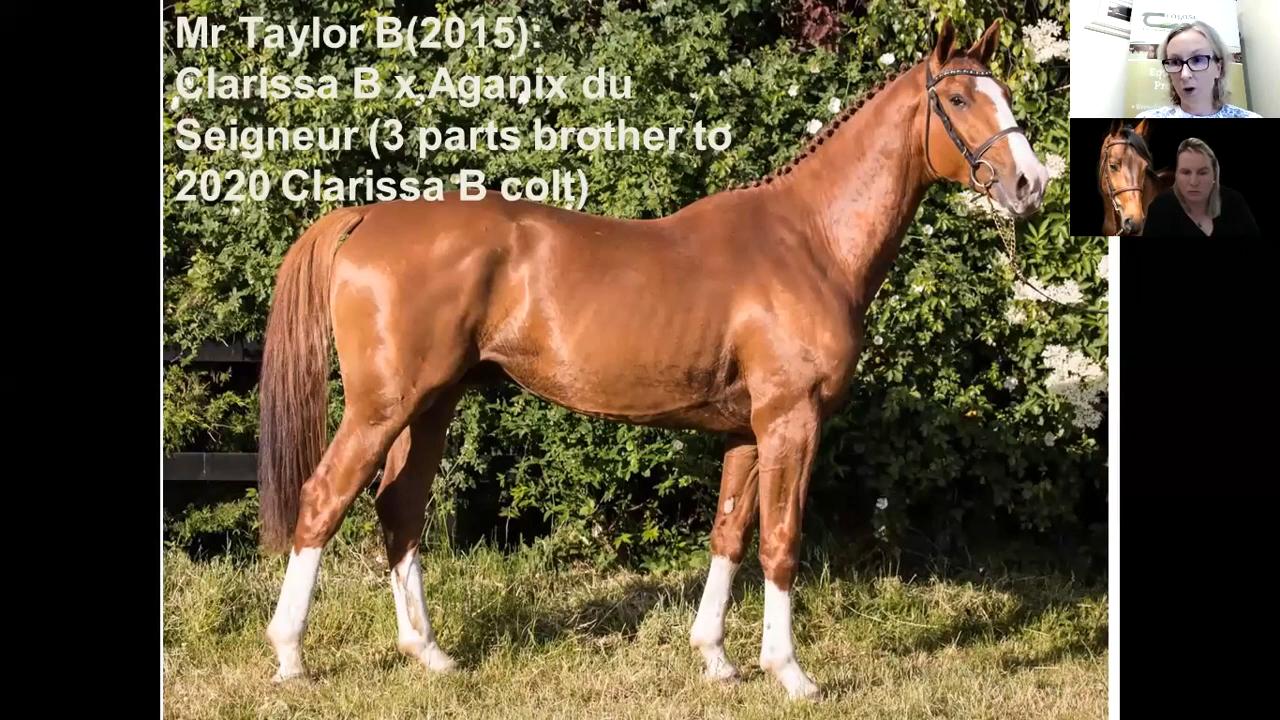 Mr Taylor B(2015):
Clarissa B x Aganix du
Seigneur (3 parts brother to
2020 Clarissa B colt)